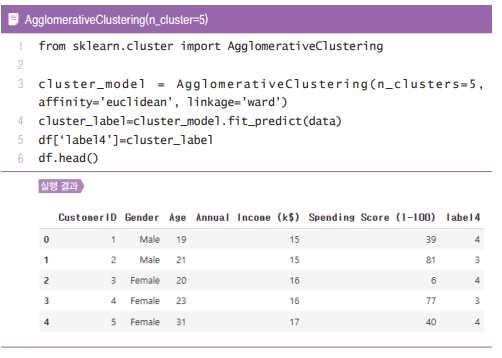 AgglomerativeClustering(n_cluster=5)
1 from sklearn.cluster import AgglomerativeClustering
2
3 cluster_model = AgglomerativeClustering(n_clusters=5,
affinity='euclidean', linkage='ward')
4 cluster_label=cluster_model.fit_predict(data)
5 df[‘label4’]=cluster_label
6 df.head()
실행 결과
CustomerID Gender Age Annual Income (k$) Spending Score (1-100) label4
0 1 Male 19 15 39 4
1 2 Male 21 15 81 3
2 3 Female 20 16 6 4
3 4 Female 23 16 77 3
4 5 Female 31 17 40 4